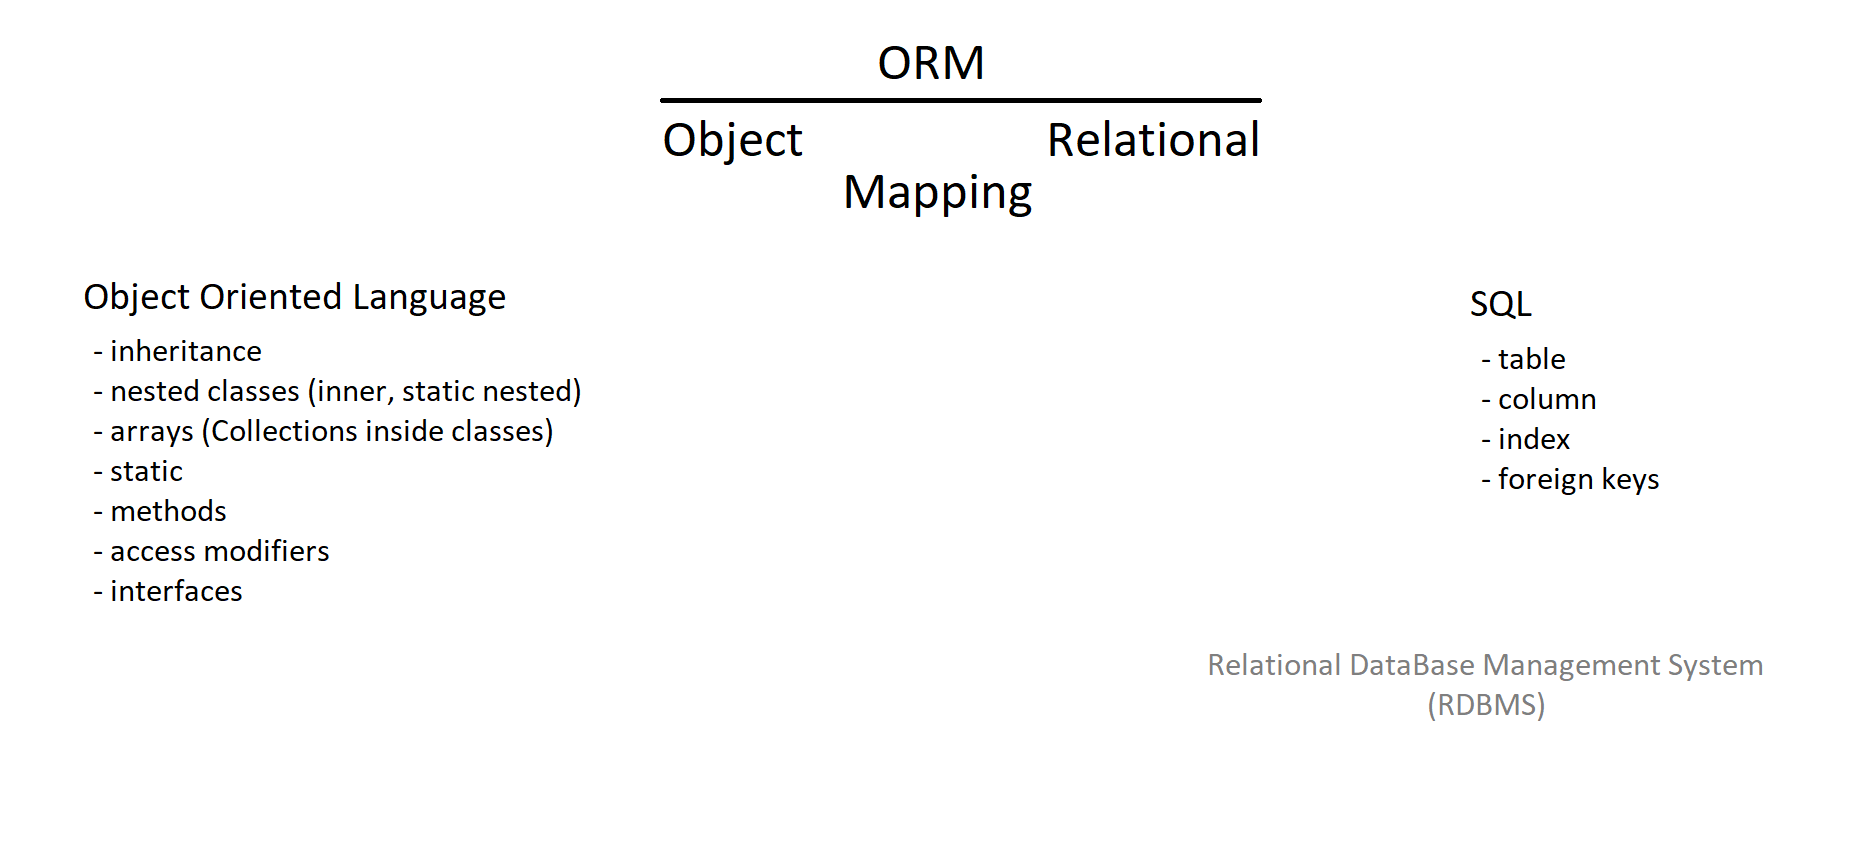 ORM
Object Relational
Mapping
Object Oriented Language
- inheritance
- nested classes (inner, static nested)
- arrays (Collections inside classes)
- static
- methods
- access modifiers
- interfaces
SQL
- table
- column
- index
- foreign keys
Relational DataBase Management System
(RDBMS)